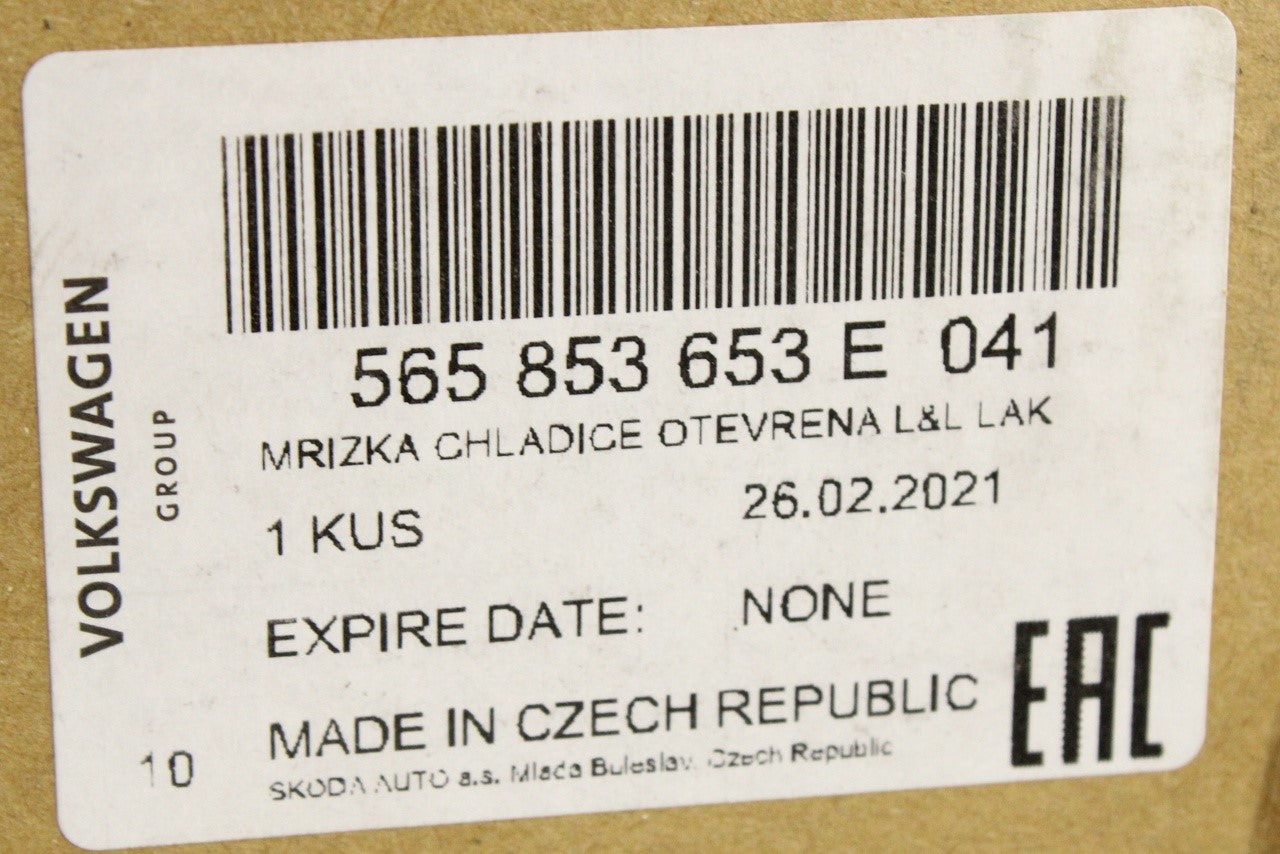 565 853 653 E 041
MRIZKA CHLADICE OTEVRENA L&L LAK
1 KUS
26.02.2021
EXPIRE DATE: NONE
MADE IN CZECH REPUBLIC
SKODA AUTO a.s. Mlada Boleslav, Czech Republic
10
VOLKSWAGEN
GROUP
EAC